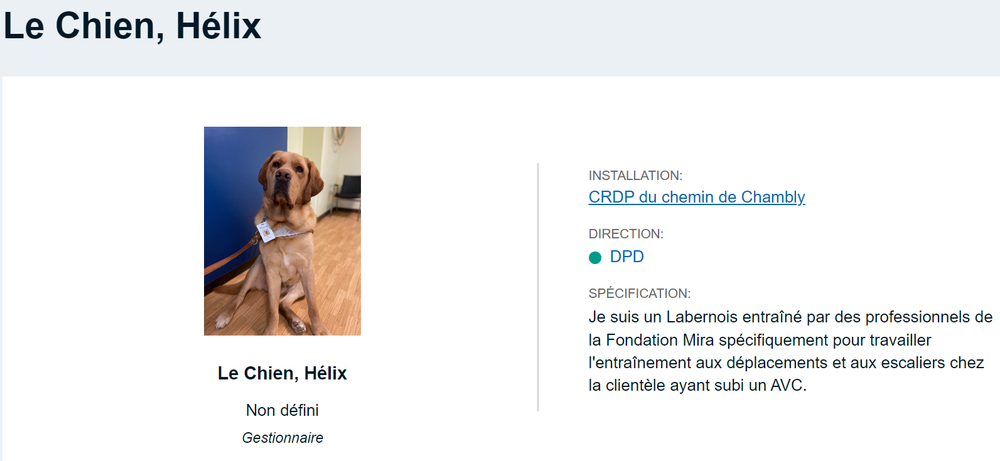 Le Chien, Hélix
Le Chien, Hélix
Non défini
Gestionnaire
INSTALLATION:
CRDP du chemin de Chambly
DIRECTION:
DPD
SPÉCIFICATION:
Je suis un Labernois entraîné par des professionnels de
la Fondation Mira spécifiquement pour travailler
l'entraînement aux déplacements et aux escaliers chez
la clientèle ayant subi un AVC.